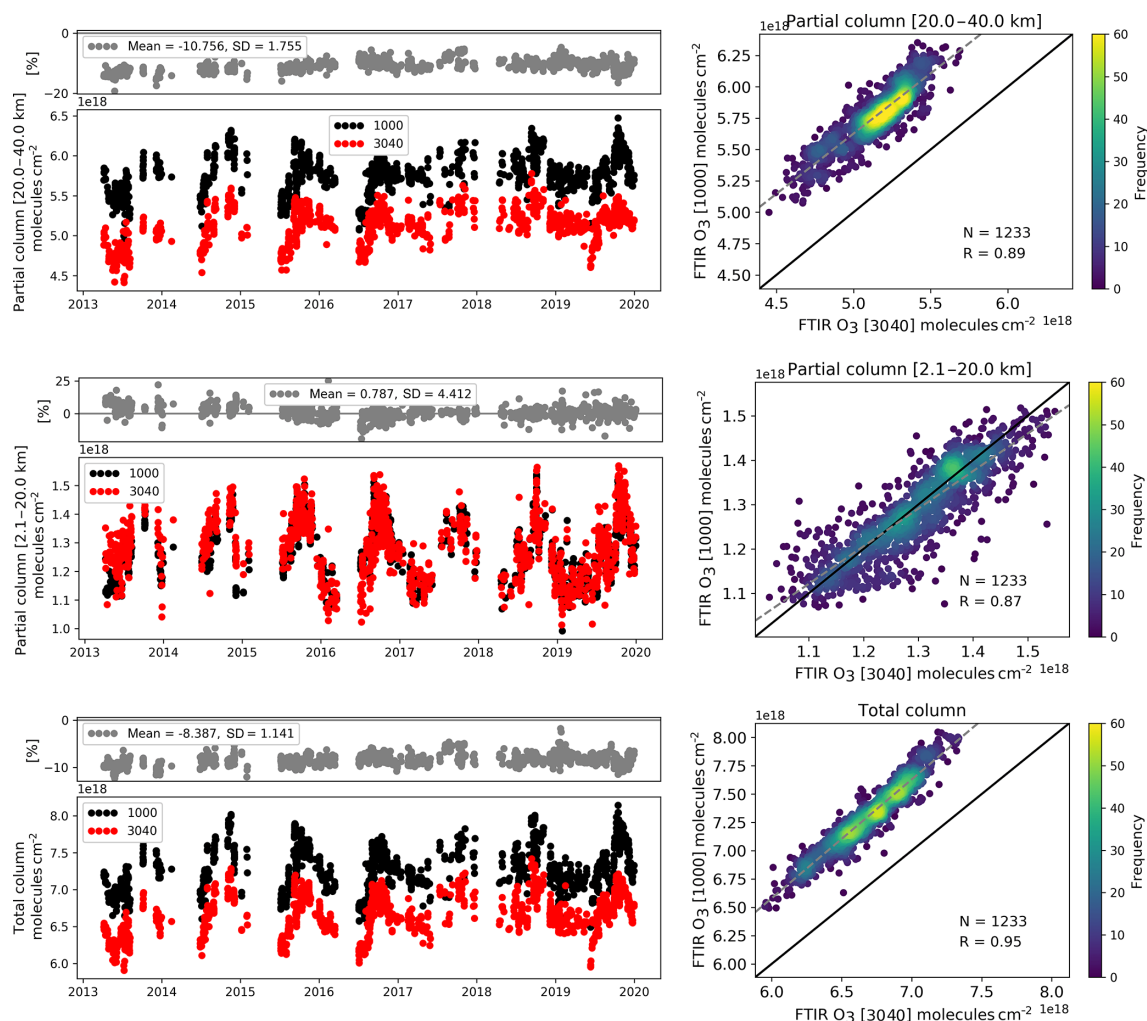 0
−20
[%]
Mean = -10.756, SD = 1.755
1e18
6.5
6.0
5.5
5.0
4.5
Partial column [20.0−40.0 km]
molecules cm⁻²
1000
3040
2013 2014 2015 2016 2017 2018 2019 2020
1e18
Partial column [20.0−40.0 km]
6.25
6.00
5.75
5.50
5.25
5.00
4.75
4.50
FTIR O₃ [1000] molecules cm⁻²
N = 1233
R = 0.89
4.5 5.0 5.5 6.0
FTIR O₃ [3040] molecules cm⁻² 1e18
60
50
40
30
20
10
0
Frequency
25
0
[%]
Mean = 0.787, SD = 4.412
1e18
1.5
1.4
1.3
1.2
1.1
1.0
Partial column [2.1−20.0 km]
molecules cm⁻²
1000
3040
2013 2014 2015 2016 2017 2018 2019 2020
1e18
Partial column [2.1−20.0 km]
1.5
1.4
1.3
1.2
1.1
FTIR O₃ [1000] molecules cm⁻²
N = 1233
R = 0.87
1.1 1.2 1.3 1.4 1.5
FTIR O₃ [3040] molecules cm⁻² 1e18
60
50
40
30
20
10
0
Frequency
0
−10
[%]
Mean = -8.387, SD = 1.141
1e18
8.0
7.5
7.0
6.5
6.0
Total column
molecules cm⁻²
1000
3040
2013 2014 2015 2016 2017 2018 2019 2020
1e18
Total column
8.00
7.75
7.50
7.25
7.00
6.75
6.50
6.25
6.00
FTIR O₃ [1000] molecules cm⁻²
N = 1233
R = 0.95
6.0 6.5 7.0 7.5 8.0
FTIR O₃ [3040] molecules cm⁻² 1e18
60
50
40
30
20
10
0
Frequency